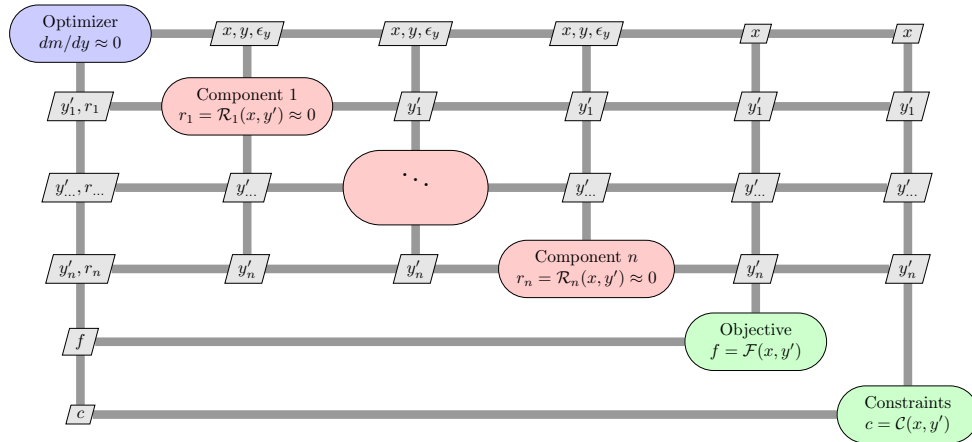 Optimizer
dm/dy ≈ 0
x, y, ϵ_y
x, y, ϵ_y
x, y, ϵ_y
x
x
y′_1, r_1
Component 1
r_1 = ℛ_1(x, y′) ≈ 0
y′_1
y′_1
y′_1
y′_1
y′_…, r_…
y′_…
⋱
y′_…
y′_…
y′_…
y′_n, r_n
y′_n
y′_n
Component n
r_n = ℛ_n(x, y′) ≈ 0
y′_n
y′_n
f
Objective
f = ℱ(x, y′)
c
Constraints
c = 𝒞(x, y′)